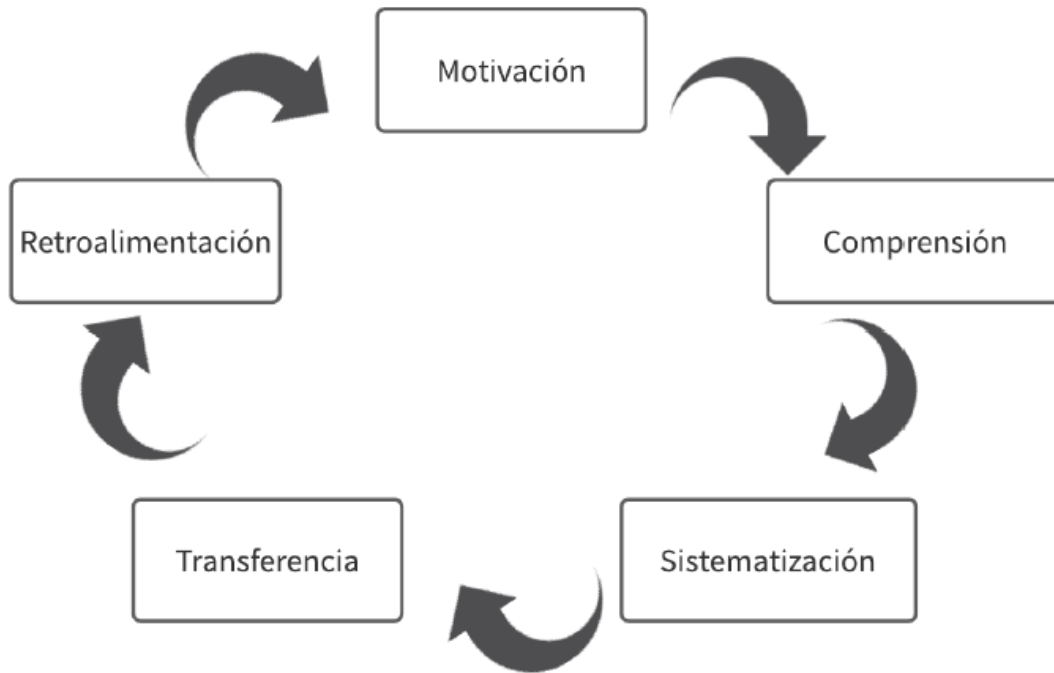 Motivación
Comprensión
Sistematización
Transferencia
Retroalimentación